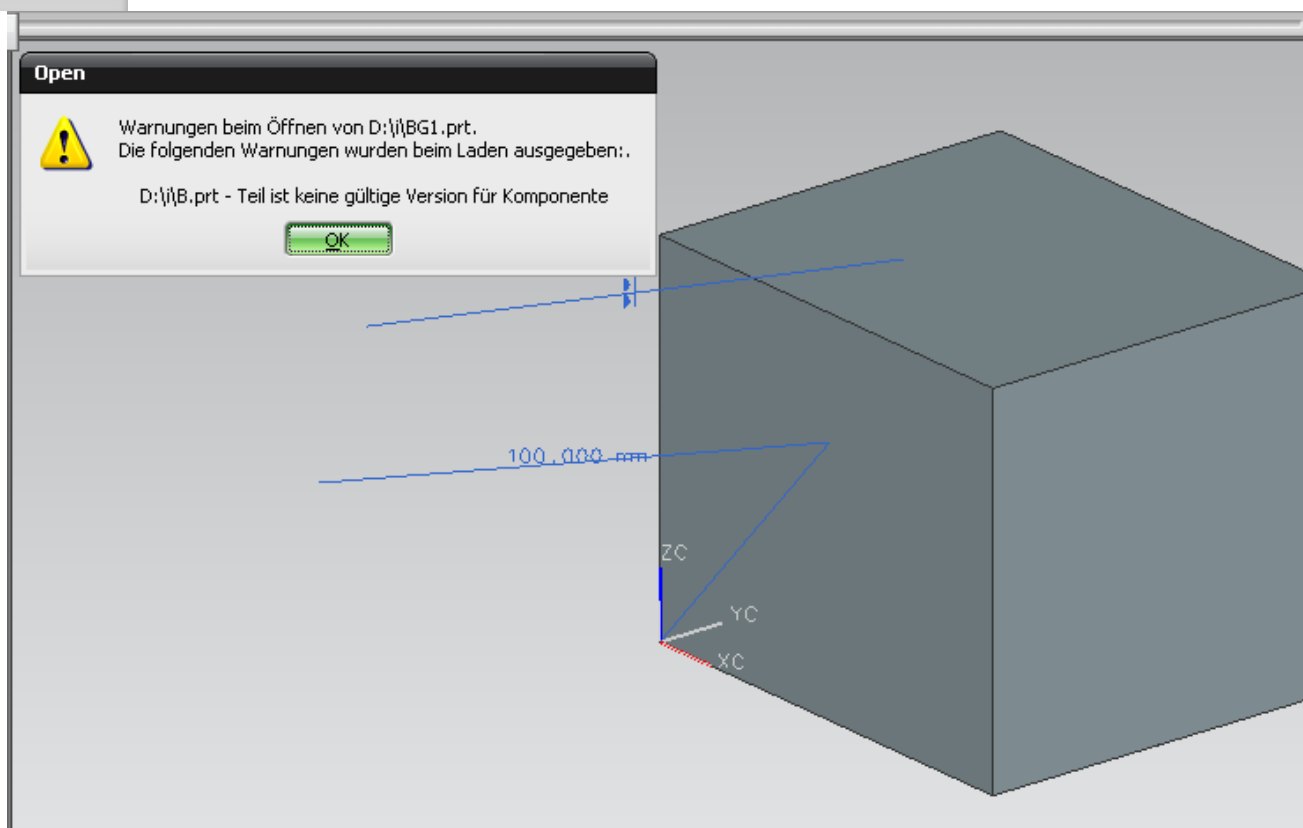 Open
Warnungen beim Öffnen von D:\i\BG1.prt.
Die folgenden Warnungen wurden beim Laden ausgegeben:.
D:\i\B.prt - Teil ist keine gültige Version für Komponente
OK
100.000 mm
ZC
YC
XC